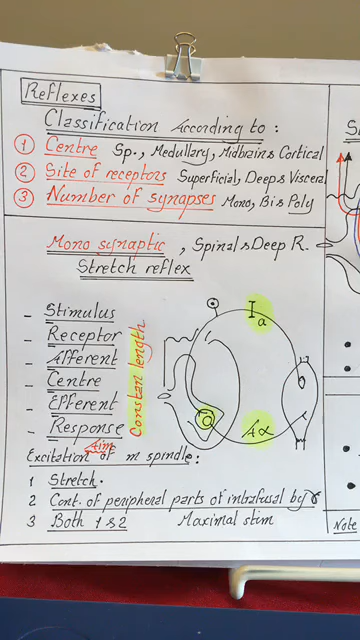 Reflexes
Classification According to :
1 Centre Sp., Medullary, Midbrain & Cortical
2 Site of receptors Superficial, Deep & Visceral
3 Number of synapses Mono, Bi & Poly
Mono synaptic , Spinal & Deep R.
Stretch reflex
- Stimulus
- Receptor
- Afferent
- Centre
- Efferent
- Response
Aim
Constan length
Ia
Aα
Excitation of m spindle :
1 Stretch.
2 Cont. of peripheral parts of intrafusal by γ
3 Both 1 & 2 Maximal stim
Note